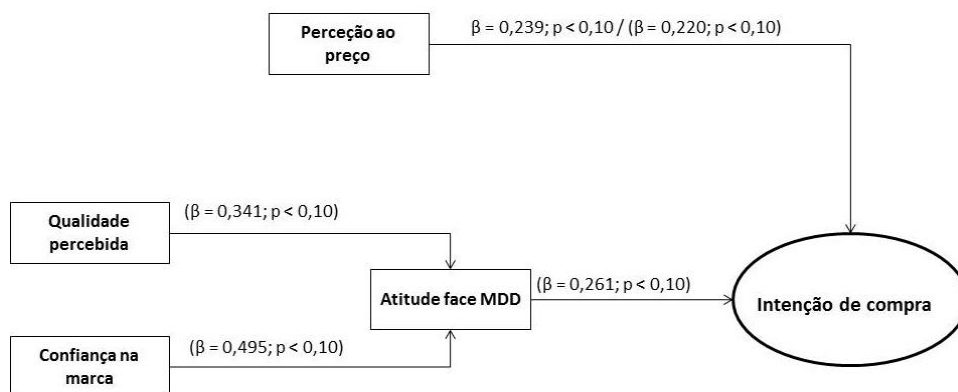 Perceção ao
preço
β = 0,239; p < 0,10 / (β = 0,220; p < 0,10)
Qualidade
percebida
(β = 0,341; p < 0,10)
Atitude face MDD
(β = 0,261; p < 0,10)
Intenção de compra
Confiança na
marca
(β = 0,495; p < 0,10)